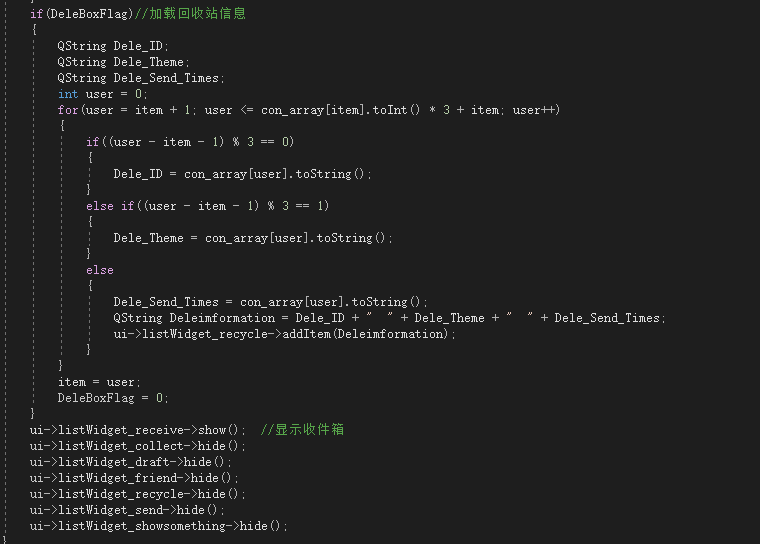 }
if(DeleBoxFlag)//加载回收站信息
{
QString Dele_ID;
QString Dele_Theme;
QString Dele_Send_Times;
int user = 0;
for(user = item + 1; user <= con_array[item].toInt() * 3 + item; user++)
{
if((user - item - 1) % 3 == 0)
{
Dele_ID = con_array[user].toString();
}
else if((user - item - 1) % 3 == 1)
{
Dele_Theme = con_array[user].toString();
}
else
{
Dele_Send_Times = con_array[user].toString();
QString Deleimformation = Dele_ID + "  " + Dele_Theme + "  " + Dele_Send_Times;
ui->listWidget_recycle->addItem(Deleimformation);
}
}
item = user;
DeleBoxFlag = 0;
}
ui->listWidget_receive->show();  //显示收件箱
ui->listWidget_collect->hide();
ui->listWidget_draft->hide();
ui->listWidget_friend->hide();
ui->listWidget_recycle->hide();
ui->listWidget_send->hide();
ui->listWidget_showsomething->hide();
}